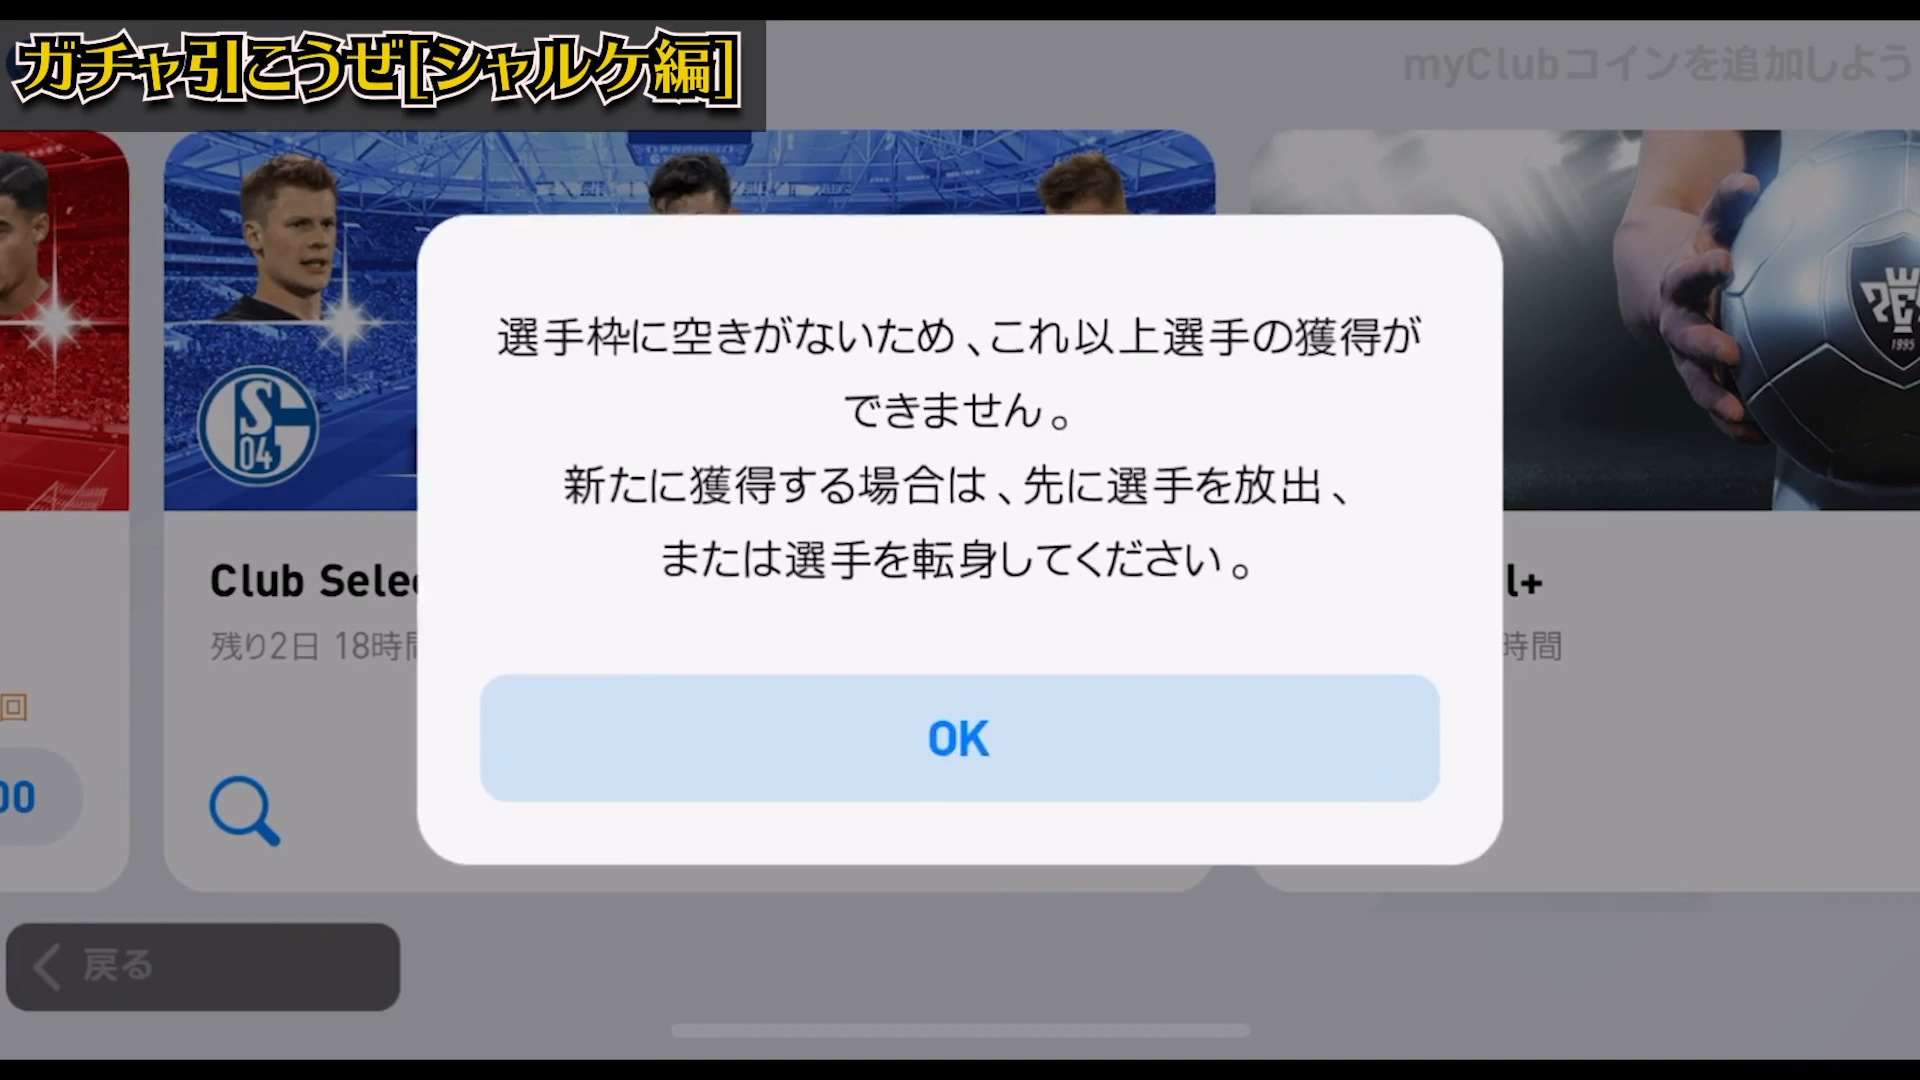 ガチャ引こうぜ[シャルケ編]
myClubコインを追加しよう
選手枠に空きがないため、これ以上選手の獲得が
できません。
新たに獲得する場合は、先に選手を放出、
または選手を転身してください。
S
04
1995
Club Selec
l+
残り2日 18時間
時間
回
00
OK
戻る